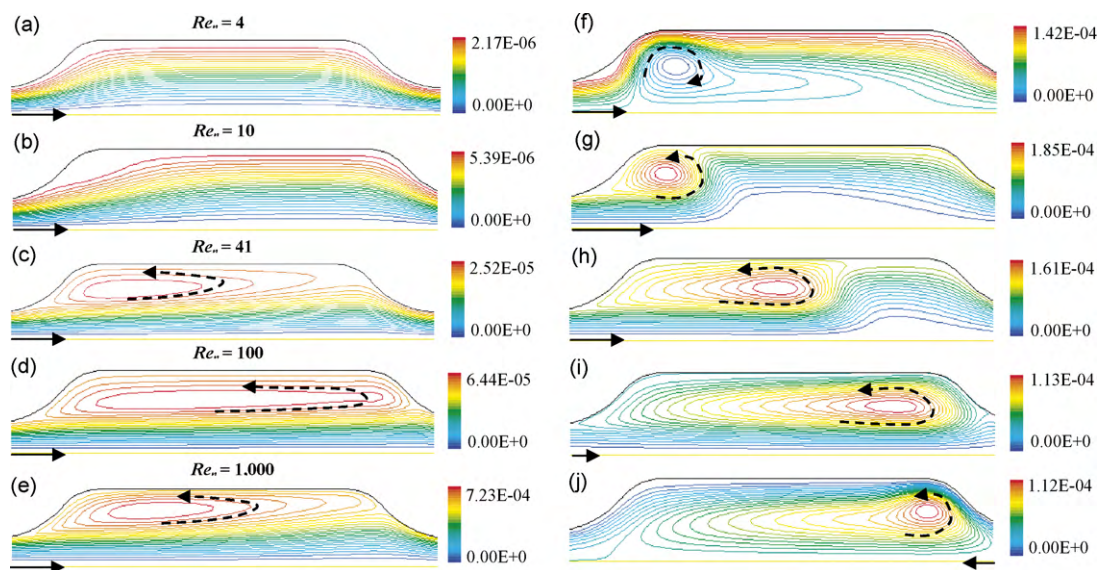 (a) Reₙ = 4
2.17E-06
0.00E+0
(b) Reₙ = 10
5.39E-06
0.00E+0
(c) Reₙ = 41
2.52E-05
0.00E+0
(d) Reₙ = 100
6.44E-05
0.00E+0
(e) Reₙ = 1.000
7.23E-04
0.00E+0
(f)
1.42E-04
0.00E+0
(g)
1.85E-04
0.00E+0
(h)
1.61E-04
0.00E+0
(i)
1.13E-04
0.00E+0
(j)
1.12E-04
0.00E+0